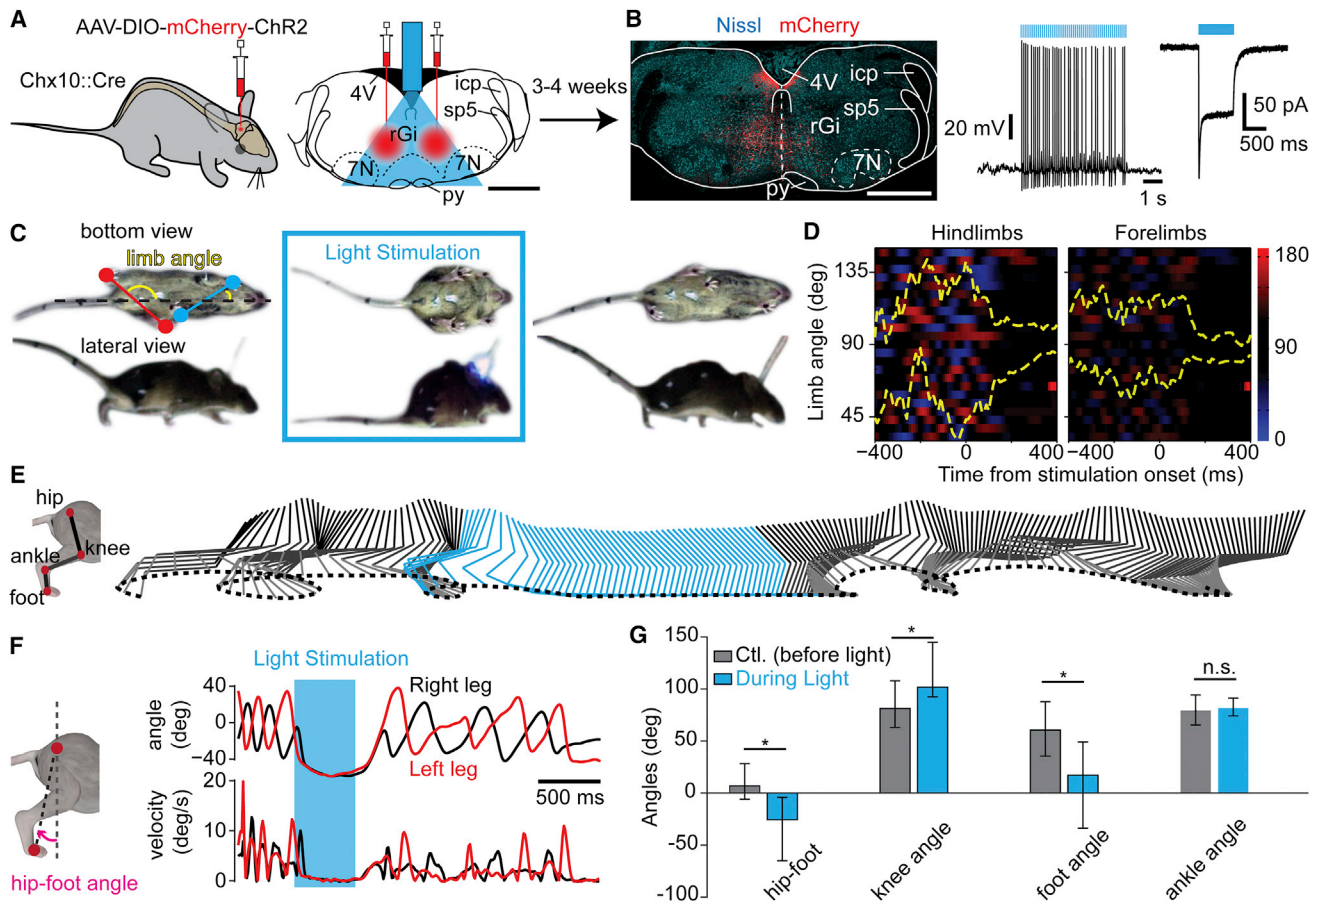 A
AAV-DIO-mCherry-ChR2
Chx10::Cre
4V
icp
sp5
rGi
7N
7N
py
3-4 weeks
B
Nissl mCherry
4V
icp
sp5
rGi
7N
py
20 mV
1 s
50 pA
500 ms
C
bottom view
limb angle
lateral view
Light Stimulation
D
Hindlimbs
Forelimbs
Limb angle (deg)
135
90
45
−400
0
400
−400
0
400
Time from stimulation onset (ms)
180
90
0
E
hip
knee
ankle
foot
F
hip-foot angle
Light Stimulation
angle
(deg)
40
0
−40
Right leg
Left leg
500 ms
velocity
(deg/s)
20
10
0
G
Angles (deg)
150
100
50
0
-50
-100
Ctl. (before light)
During Light
*
*
*
n.s.
hip-foot
knee angle
foot angle
ankle angle